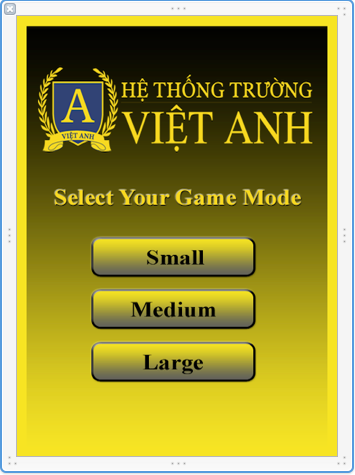 HỆ THỐNG TRƯỜNG
A
VIỆT ANH
VIỆT ANH
Select Your Game Mode
Small
Medium
Large